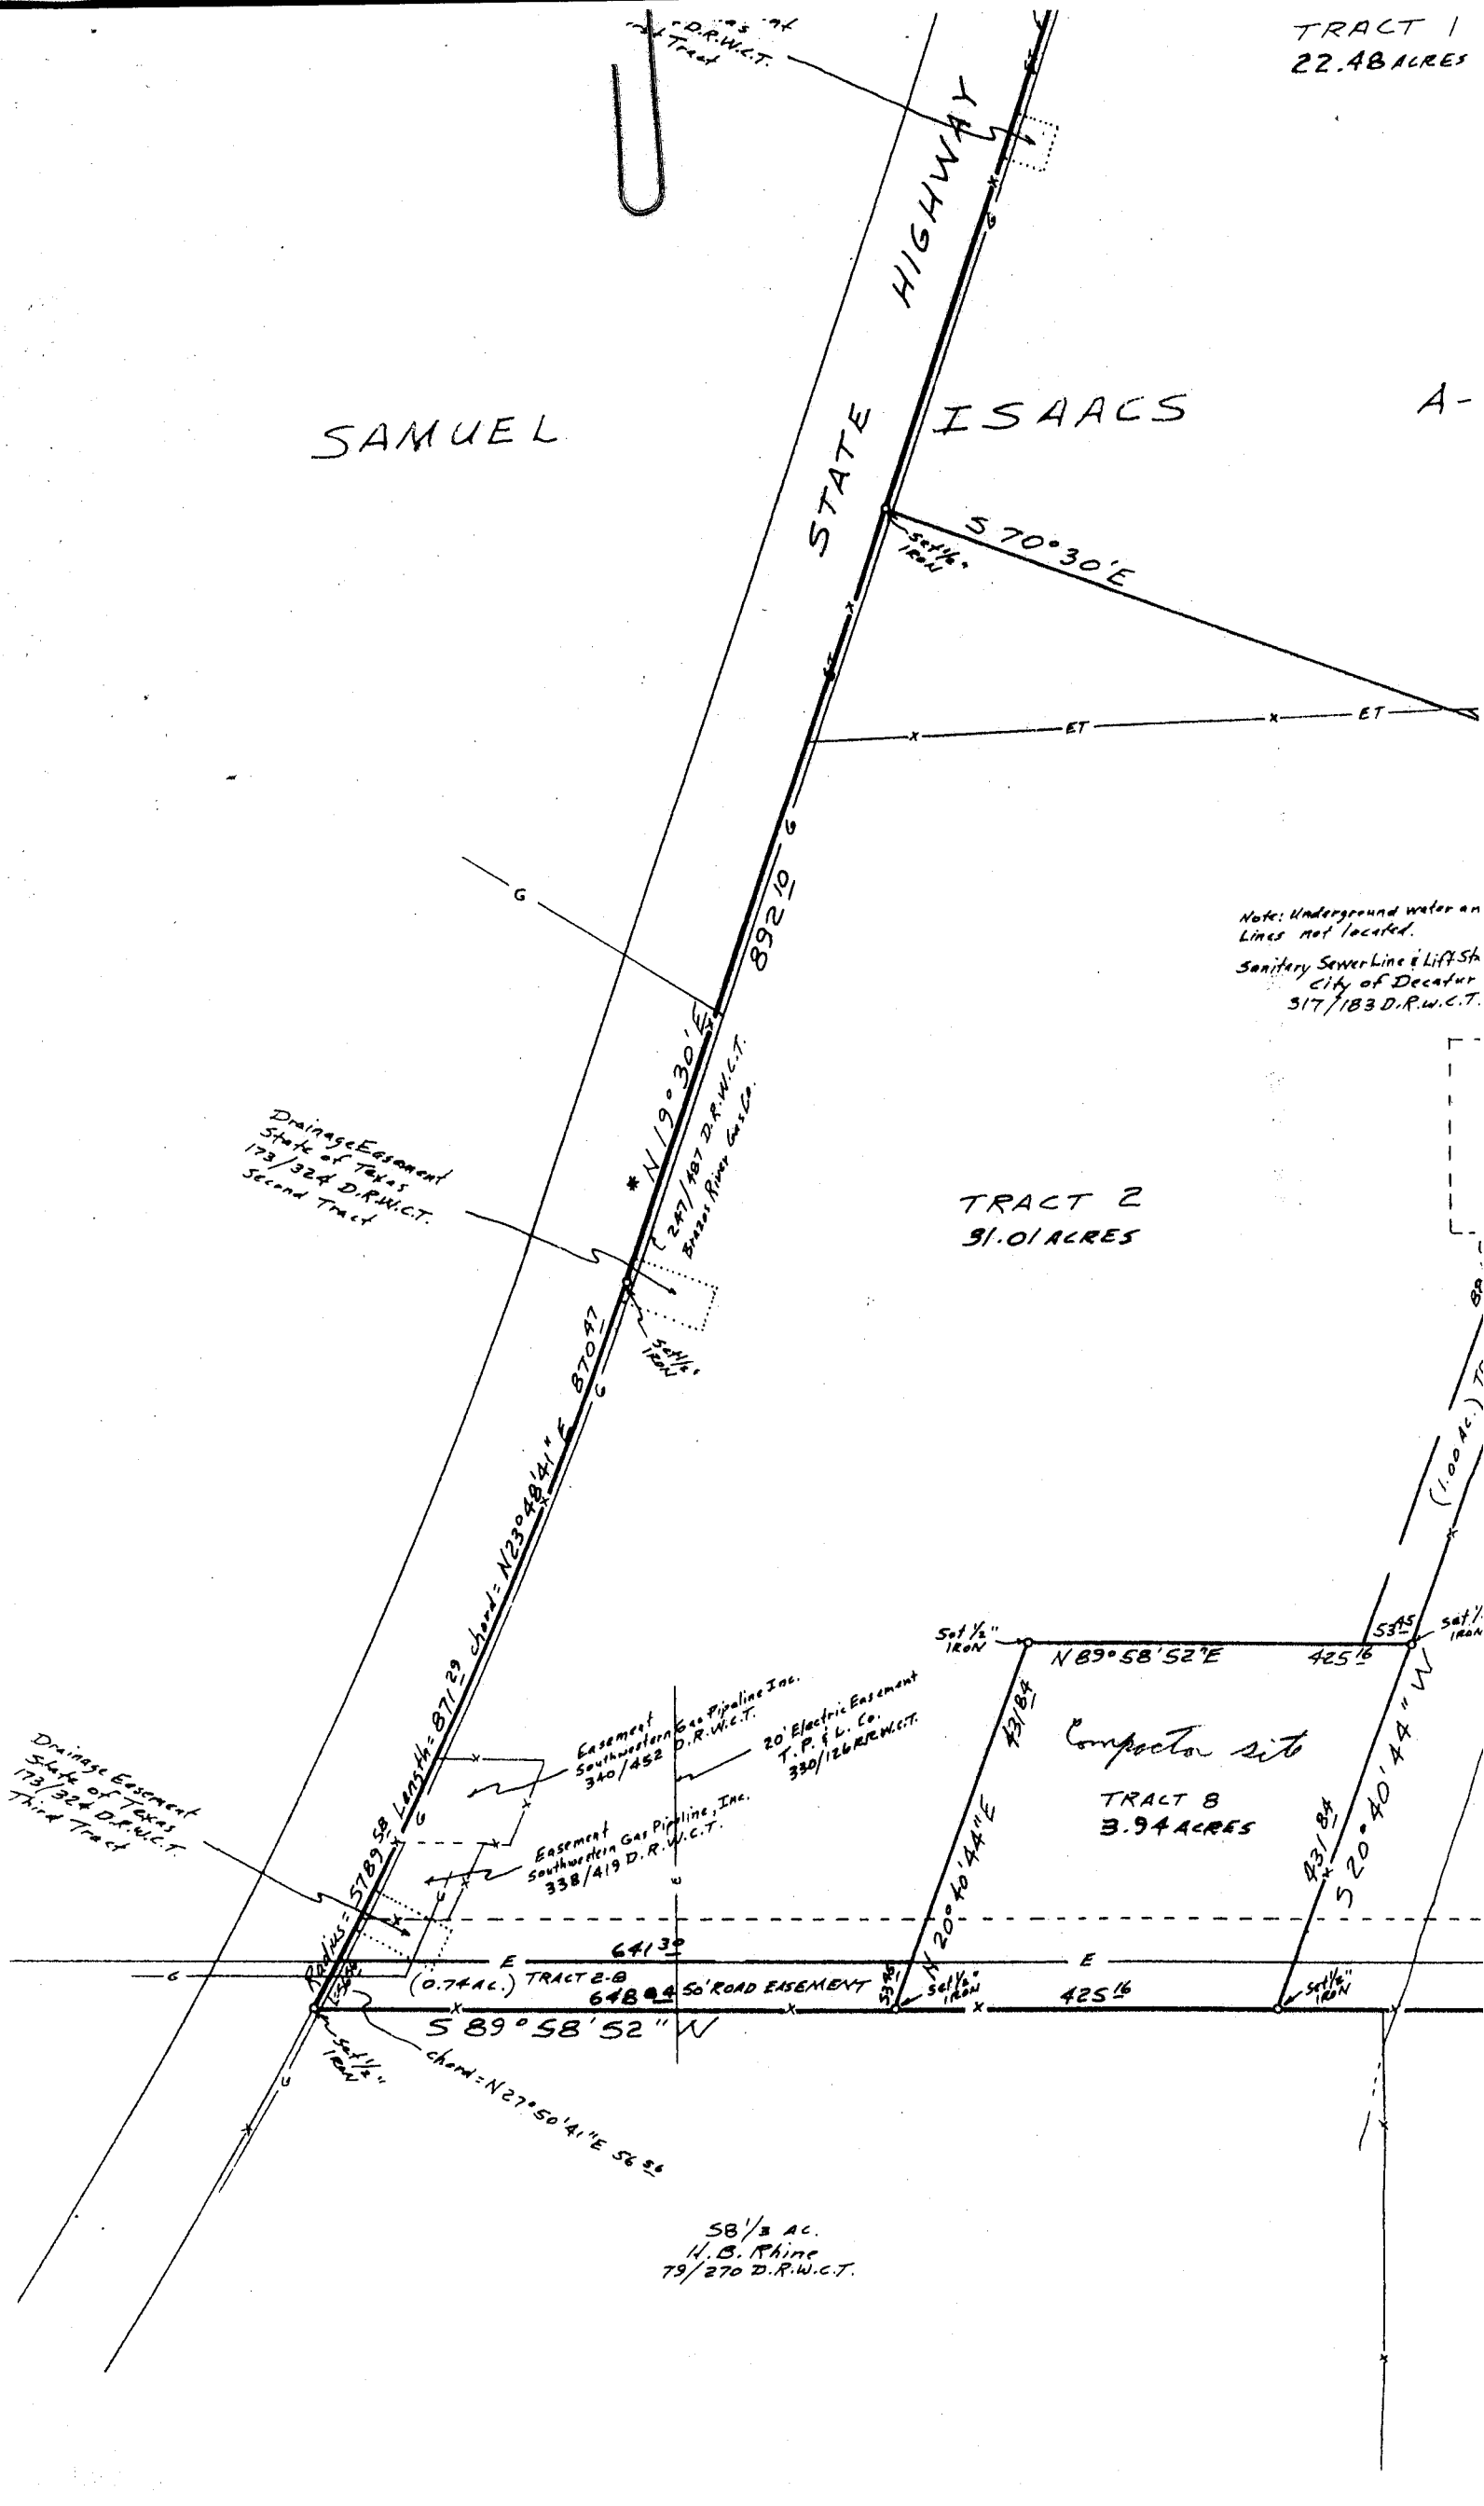 D.R.W.C.T.
Tract
TRACT 1
22.48 ACRES
STATE HIGHWAY
SAMUEL ISAACS A-
S 70°30'E
Set 1/2"
IRON
ET
ET
G
G
G
892 10
Note: Underground water an
Lines not located.
Sanitary Sewer Line & Lift Sta
City of Decatur
317/183 D.R.W.C.T.
* N 19°30'E
247/487 D.R.W.C.T.
Brazos River Gas Co.
Drainage Easement
State of Texas
173/324 D.R.W.C.T.
Second Tract
TRACT 2
31.01 ACRES
Set 1/2"
IRON
G
(1.00 AC.)
Radius = 5789 58 Length = 871 29 chord = N23°48'41"E 870 47
Set 1/2"
IRON
N 89°58'52"E
425 16
53 45
Set 1/
IRON
431 84
N 20°40'44"E
Compactor site
TRACT 8
3.94 ACRES
431 84
S 20°40'44"W
Easement
Southwestern Gas Pipeline Inc.
340/452 D.R.W.C.T.
20' Electric Easement
T.P. & L. Co.
330/126 R.R.W.C.T.
Easement
Southwestern Gas Pipeline, Inc.
338/419 D.R.W.C.T.
Drainage Easement
State of Texas
173/324 D.R.W.C.T.
Third Tract
G
G
E
641 30
E
G
(0.74 AC.) TRACT 2-B
50' ROAD EASEMENT
53 45
Set 1/2"
IRON
425 16
Set 1/2"
IRON
S 89°58'52"W
Set 1/2"
IRON
G
chord = N27°50'41"E 56 56
58 1/3 AC.
H.B. Rhine
79/270 D.R.W.C.T.